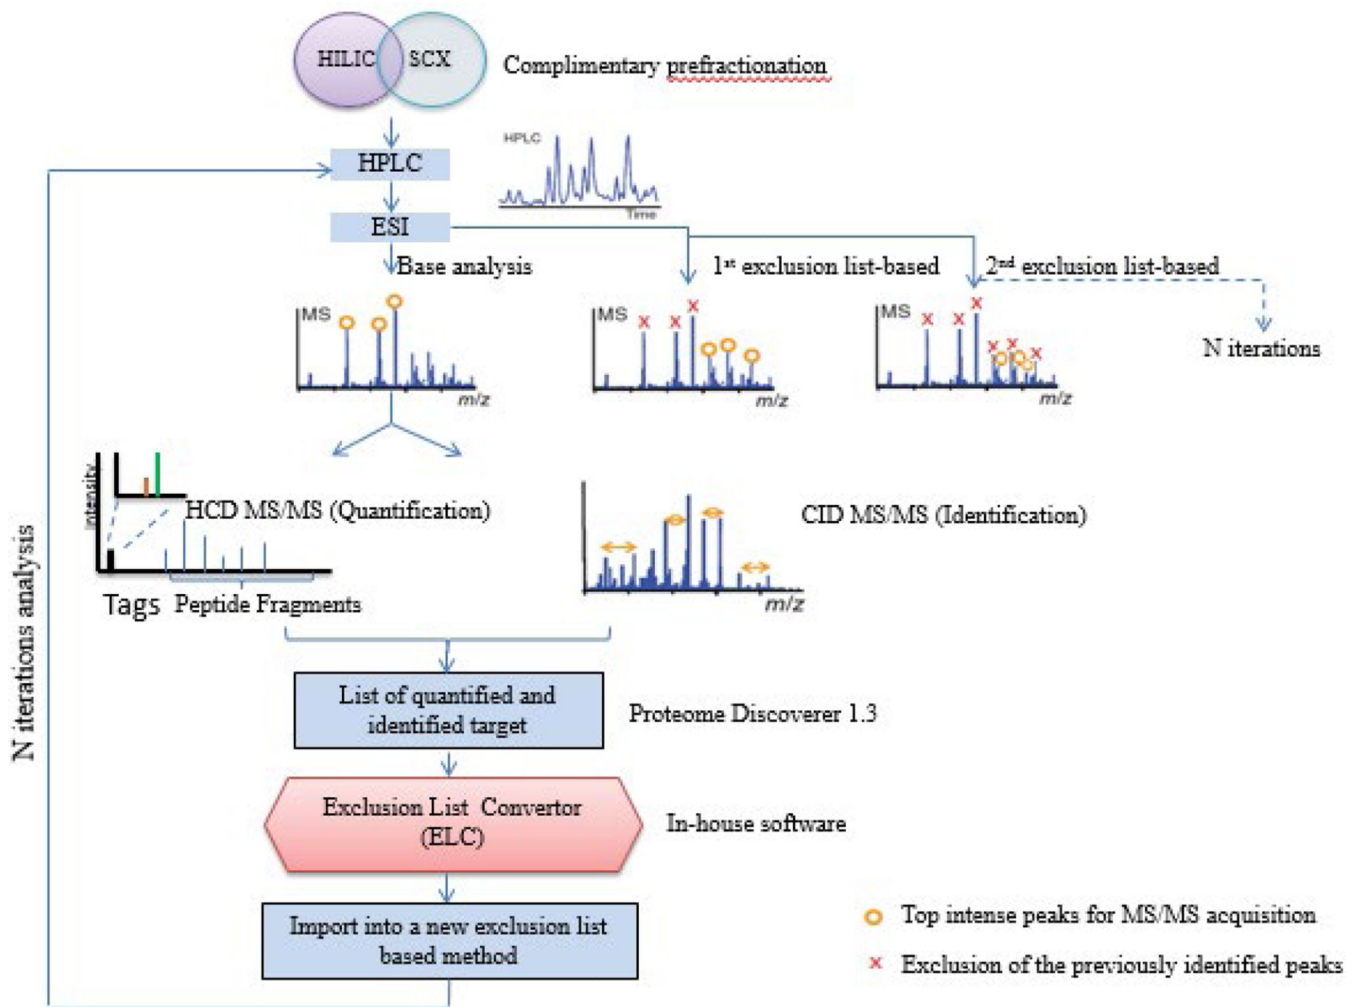 HILIC
SCX
Complimentary prefractionation
HPLC
HPLC
Time
ESI
Base analysis
1st exclusion list-based
2nd exclusion list-based
MS
m/z
MS
m/z
MS
m/z
N iterations
Intensity
HCD MS/MS (Quantification)
CID MS/MS (Identification)
Tags
Peptide Fragments
m/z
N iterations analysis
List of quantified and
identified target
Proteome Discoverer 1.3
Exclusion List Convertor
(ELC)
In-house software
Import into a new exclusion list
based method
Top intense peaks for MS/MS acquisition
Exclusion of the previously identified peaks